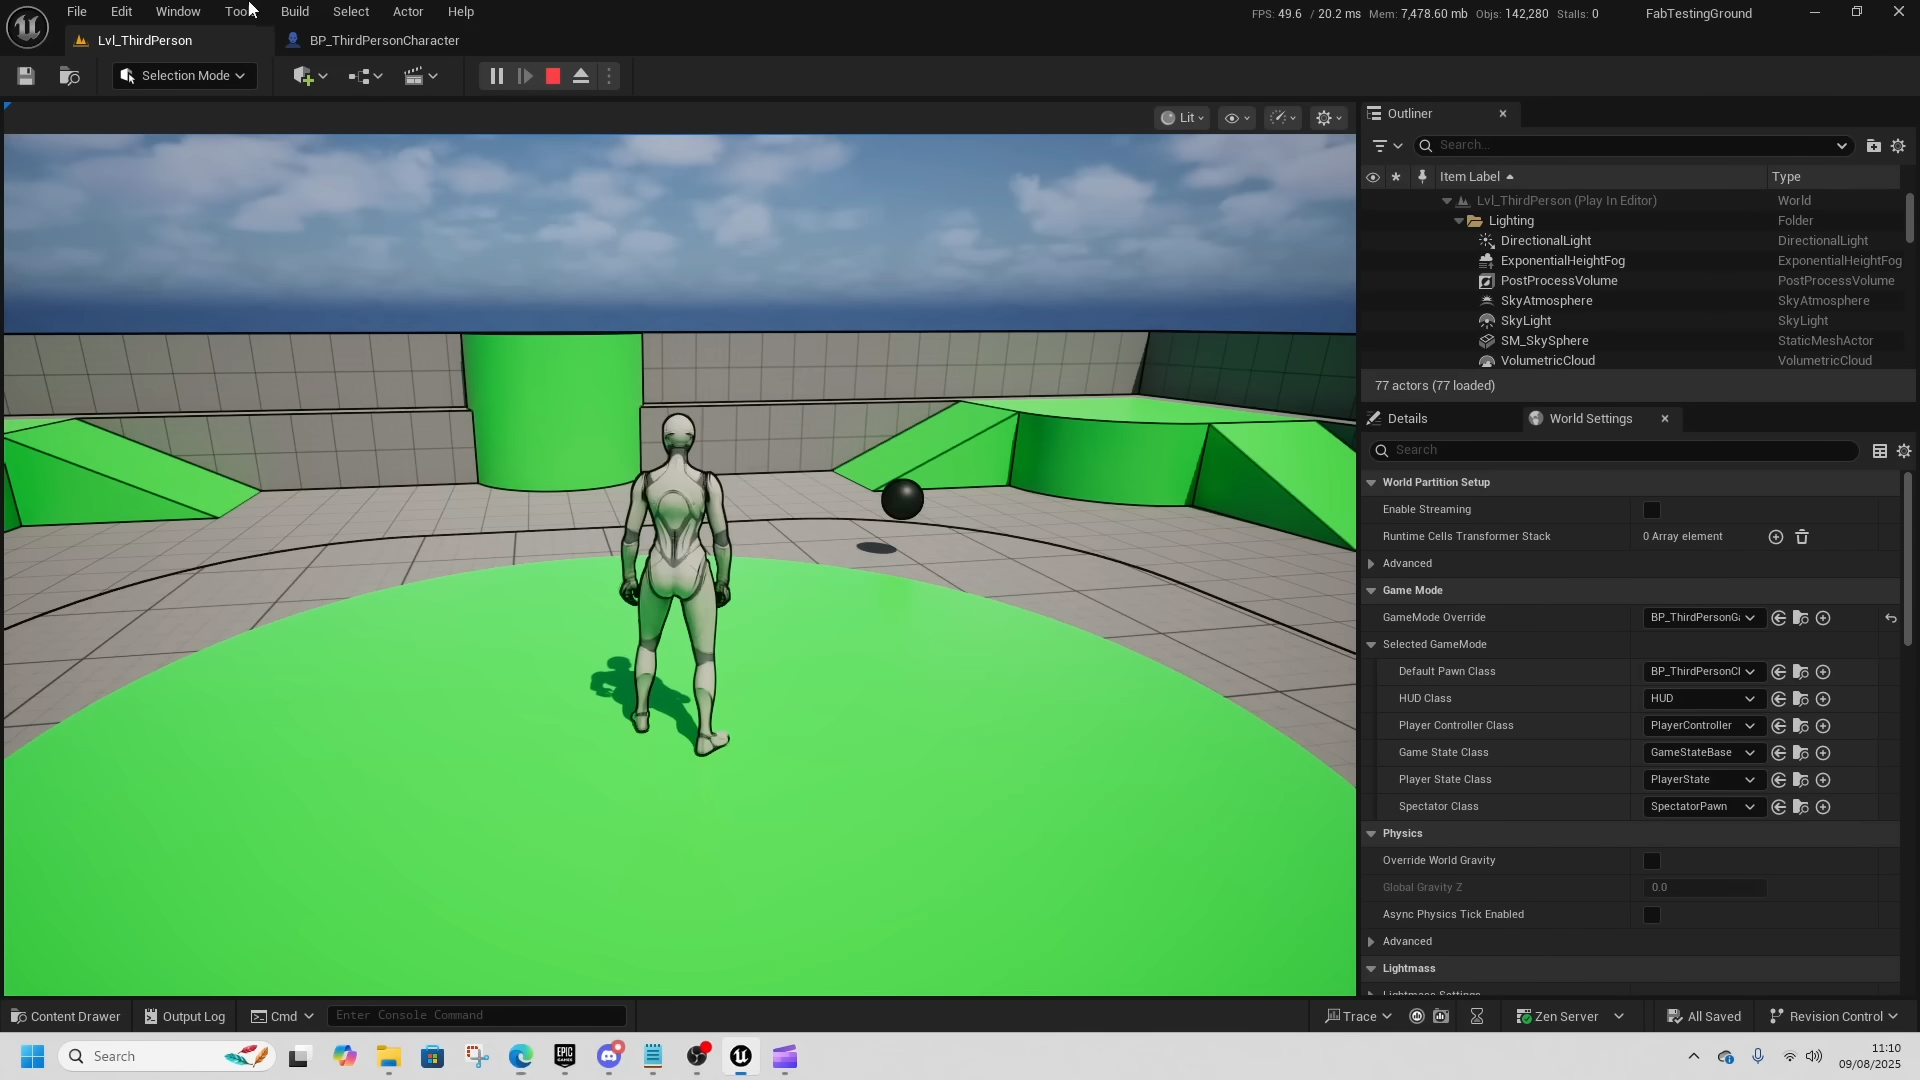 File Edit Window Tools Build Select Actor Help
FPS: 49.6 / 20.2 ms Mem: 7,478.60 mb Objs: 142,280 Stalls: 0 FabTestingGround
Lvl_ThirdPerson BP_ThirdPersonCharacter
Selection Mode
Lit
Outliner
Search...
Item Label Type
Lvl_ThirdPerson (Play In Editor) World
Lighting Folder
DirectionalLight DirectionalLight
ExponentialHeightFog ExponentialHeightFog
PostProcessVolume PostProcessVolume
SkyAtmosphere SkyAtmosphere
SkyLight SkyLight
SM_SkySphere StaticMeshActor
VolumetricCloud VolumetricCloud
77 actors (77 loaded)
Details World Settings
Search
World Partition Setup
Enable Streaming
Runtime Cells Transformer Stack 0 Array element
Advanced
Game Mode
GameMode Override BP_ThirdPersonGa
Selected GameMode
Default Pawn Class BP_ThirdPersonCl
HUD Class HUD
Player Controller Class PlayerController
Game State Class GameStateBase
Player State Class PlayerState
Spectator Class SpectatorPawn
Physics
Override World Gravity
Global Gravity Z 0.0
Async Physics Tick Enabled
Advanced
Lightmass
Lightmass Settings
Content Drawer Output Log Cmd Enter Console Command Trace Zen Server All Saved Revision Control
Search EPIC GAMES 11:10
09/08/2025